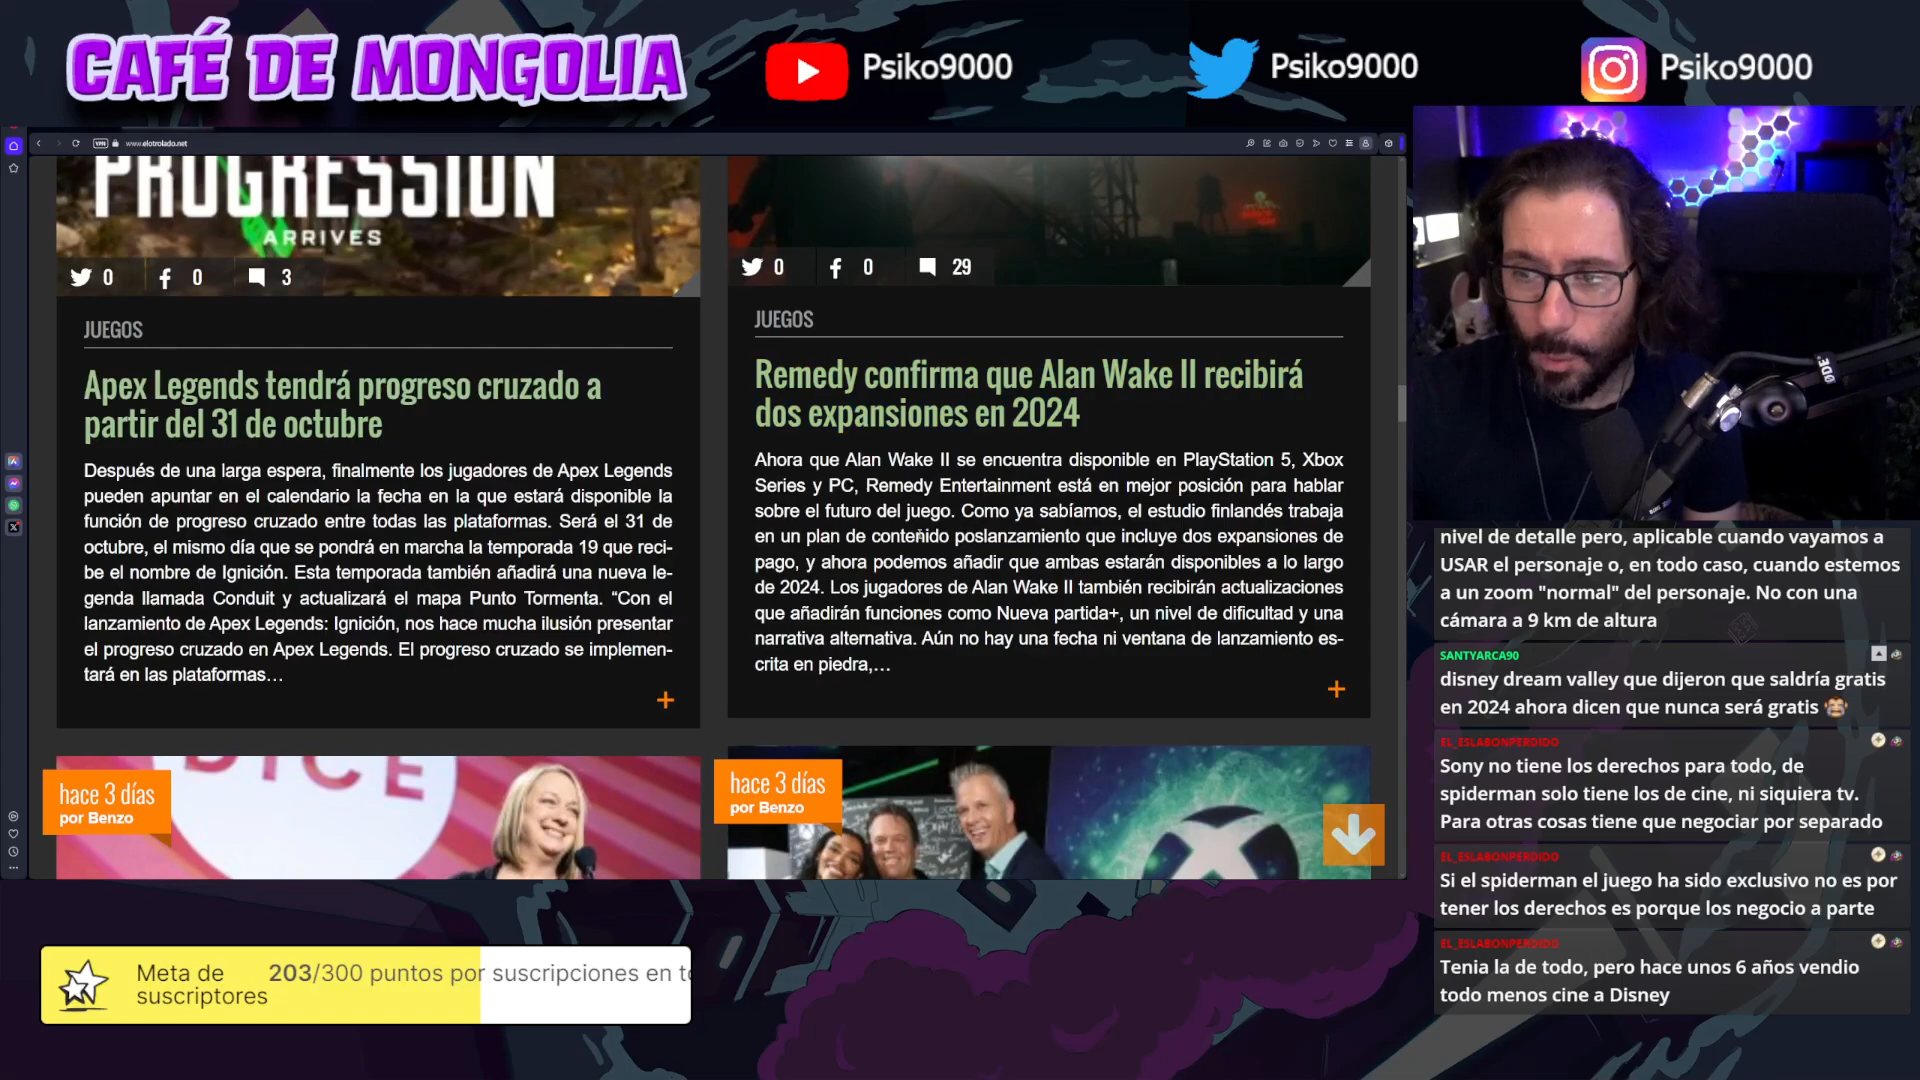 CAFÉ DE MONGOLIA
Psiko9000
Psiko9000
Psiko9000
VPN
www.elotrolado.net
PROGRESSION
ARRIVES
0
0
3
JUEGOS
Apex Legends tendrá progreso cruzado a
partir del 31 de octubre
Después de una larga espera, finalmente los jugadores de Apex Legends
pueden apuntar en el calendario la fecha en la que estará disponible la
función de progreso cruzado entre todas las plataformas. Será el 31 de
octubre, el mismo día que se pondrá en marcha la temporada 19 que reci-
be el nombre de Ignición. Esta temporada también añadirá una nueva le-
genda llamada Conduit y actualizará el mapa Punto Tormenta. “Con el
lanzamiento de Apex Legends: Ignición, nos hace mucha ilusión presentar
el progreso cruzado en Apex Legends. El progreso cruzado se implemen-
tará en las plataformas…
+
0
0
29
JUEGOS
Remedy confirma que Alan Wake II recibirá
dos expansiones en 2024
Ahora que Alan Wake II se encuentra disponible en PlayStation 5, Xbox
Series y PC, Remedy Entertainment está en mejor posición para hablar
sobre el futuro del juego. Como ya sabíamos, el estudio finlandés trabaja
en un plan de contenido poslanzamiento que incluye dos expansiones de
pago, y ahora podemos añadir que ambas estarán disponibles a lo largo
de 2024. Los jugadores de Alan Wake II también recibirán actualizaciones
que añadirán funciones como Nueva partida+, un nivel de dificultad y una
narrativa alternativa. Aún no hay una fecha ni ventana de lanzamiento es-
crita en piedra,…
+
DICE
hace 3 días
por Benzo
hace 3 días
por Benzo
RØDE
nivel de detalle pero, aplicable cuando vayamos a
USAR el personaje o, en todo caso, cuando estemos
a un zoom "normal" del personaje. No con una
cámara a 9 km de altura
SANTYARCA90
disney dream valley que dijeron que saldría gratis
en 2024 ahora dicen que nunca será gratis
EL_ESLABONPERDIDO
Sony no tiene los derechos para todo, de
spiderman solo tiene los de cine, ni siquiera tv.
Para otras cosas tiene que negociar por separado
EL_ESLABONPERDIDO
Si el spiderman el juego ha sido exclusivo no es por
tener los derechos es porque los negocio a parte
EL_ESLABONPERDIDO
Tenia la de todo, pero hace unos 6 años vendio
todo menos cine a Disney
Meta de
suscriptores
203/300 puntos por suscripciones en to